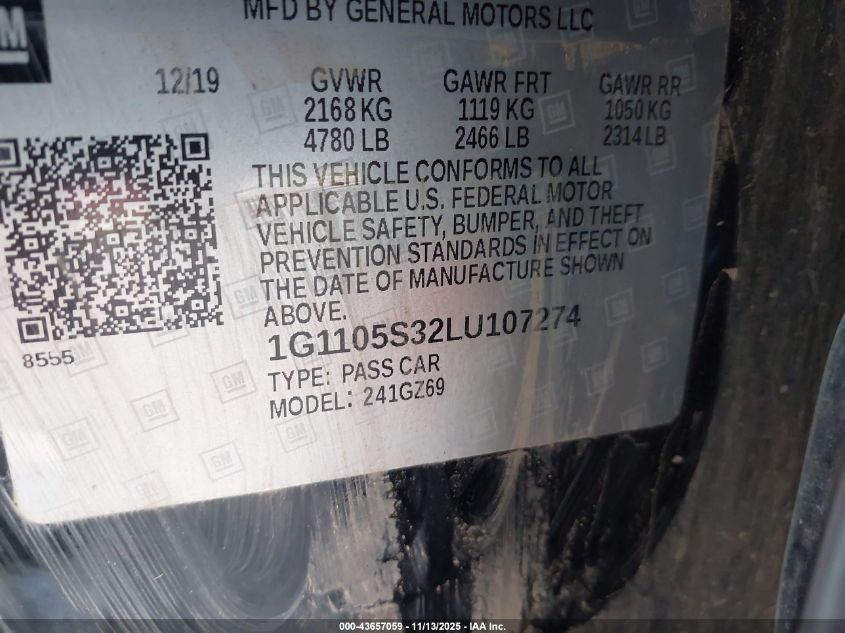 GM
MFD BY GENERAL MOTORS LLC
12/19 GVWR GAWR FRT GAWR RR
2168 KG 1119 KG 1050 KG
4780 LB 2466 LB 2314 LB
THIS VEHICLE CONFORMS TO ALL
APPLICABLE U.S. FEDERAL MOTOR
VEHICLE SAFETY, BUMPER, AND THEFT
PREVENTION STANDARDS IN EFFECT ON
THE DATE OF MANUFACTURE SHOWN
ABOVE.
8555
1G1105S32LU107274
TYPE: PASS CAR
MODEL: 241GZ69
000-43657059 - 11/13/2025 - IAA Inc.